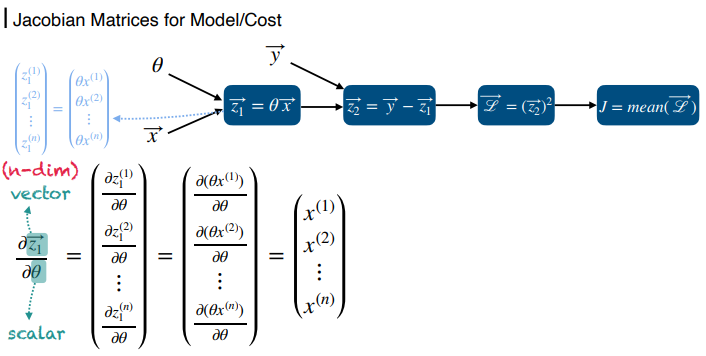 Jacobian Matrices for Model/Cost
θ
y⃗
x⃗
(z₁⁽¹⁾ z₁⁽²⁾ ⋮ z₁⁽ⁿ⁾) = (θx⁽¹⁾ θx⁽²⁾ ⋮ θx⁽ⁿ⁾)
z⃗₁ = θx⃗
z⃗₂ = y⃗ − z⃗₁
ℒ⃗ = (z⃗₂)²
J = mean(ℒ⃗)
(n-dim)
vector
∂z⃗₁/∂θ = (∂z₁⁽¹⁾/∂θ ∂z₁⁽²⁾/∂θ ⋮ ∂z₁⁽ⁿ⁾/∂θ) = (∂(θx⁽¹⁾)/∂θ ∂(θx⁽²⁾)/∂θ ⋮ ∂(θx⁽ⁿ⁾)/∂θ) = (x⁽¹⁾ x⁽²⁾ ⋮ x⁽ⁿ⁾)
scalar